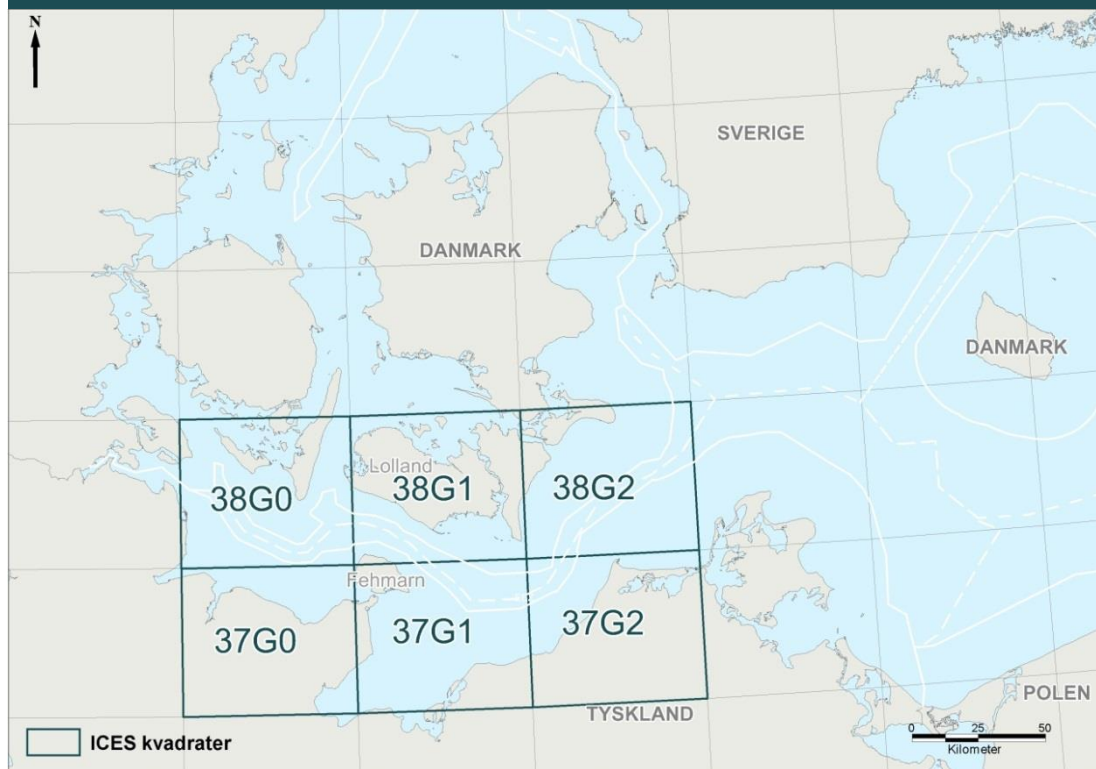 N
SVERIGE
DANMARK
DANMARK
Lolland
38G0
38G1
38G2
Fehmarn
37G0
37G1
37G2
POLEN
TYSKLAND
ICES kvadrater
0 25 50
Kilometer